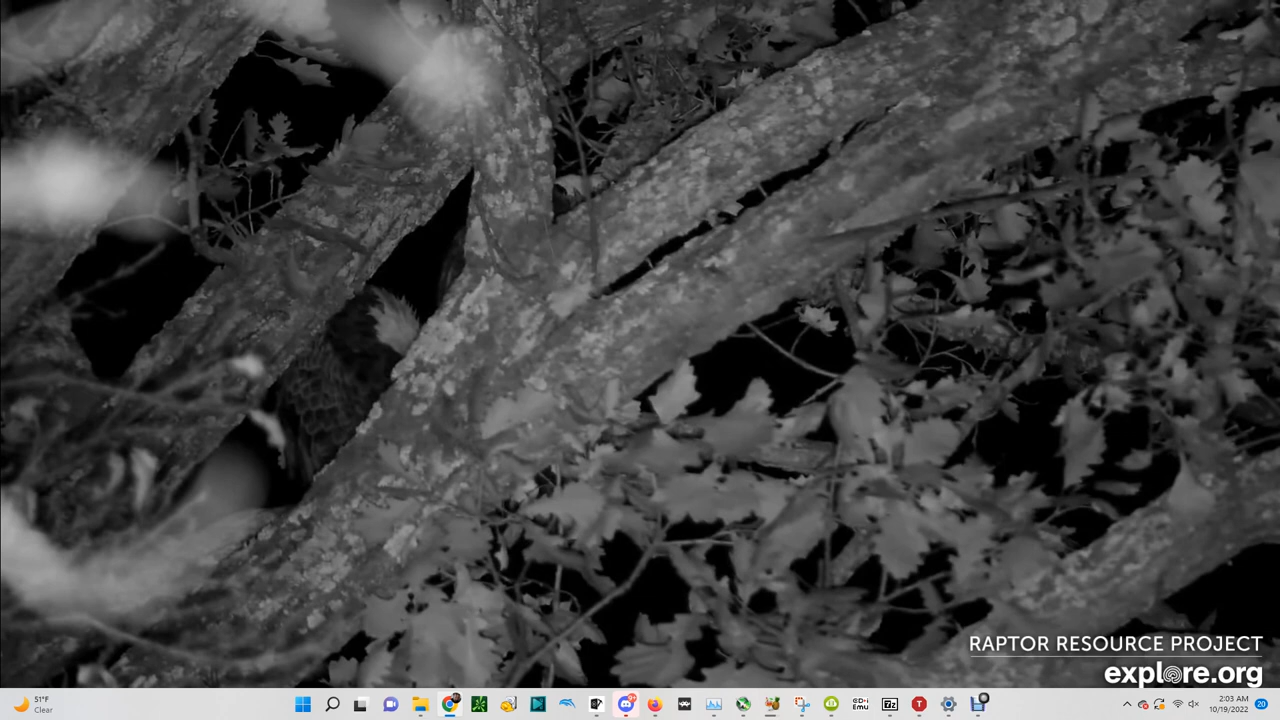 RAPTOR RESOURCE PROJECT
explore.org
51°F
Clear
2:03 AM
10/19/2022
20